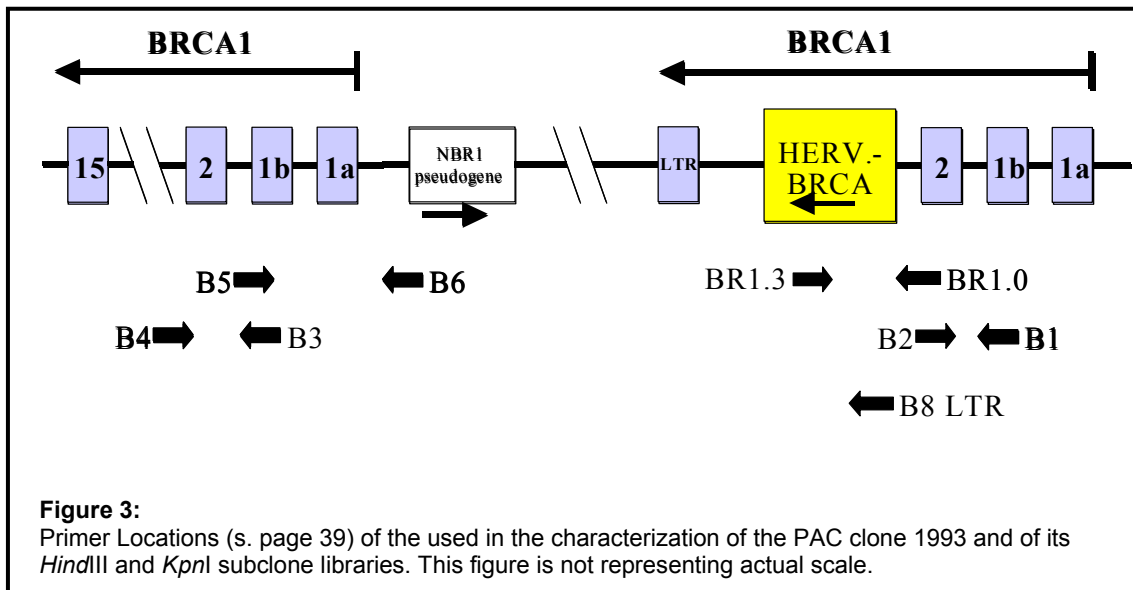 BRCA1 BRCA1
15 2 1b 1a NBR1 pseudogene LTR HERV.-BRCA 2 1b 1a
B5 B6 BR1.3 BR1.0
B4 B3 B2 B1
B8 LTR
Figure 3:
Primer Locations (s. page 39) of the used in the characterization of the PAC clone 1993 and of its
HindIII and KpnI subclone libraries. This figure is not representing actual scale.